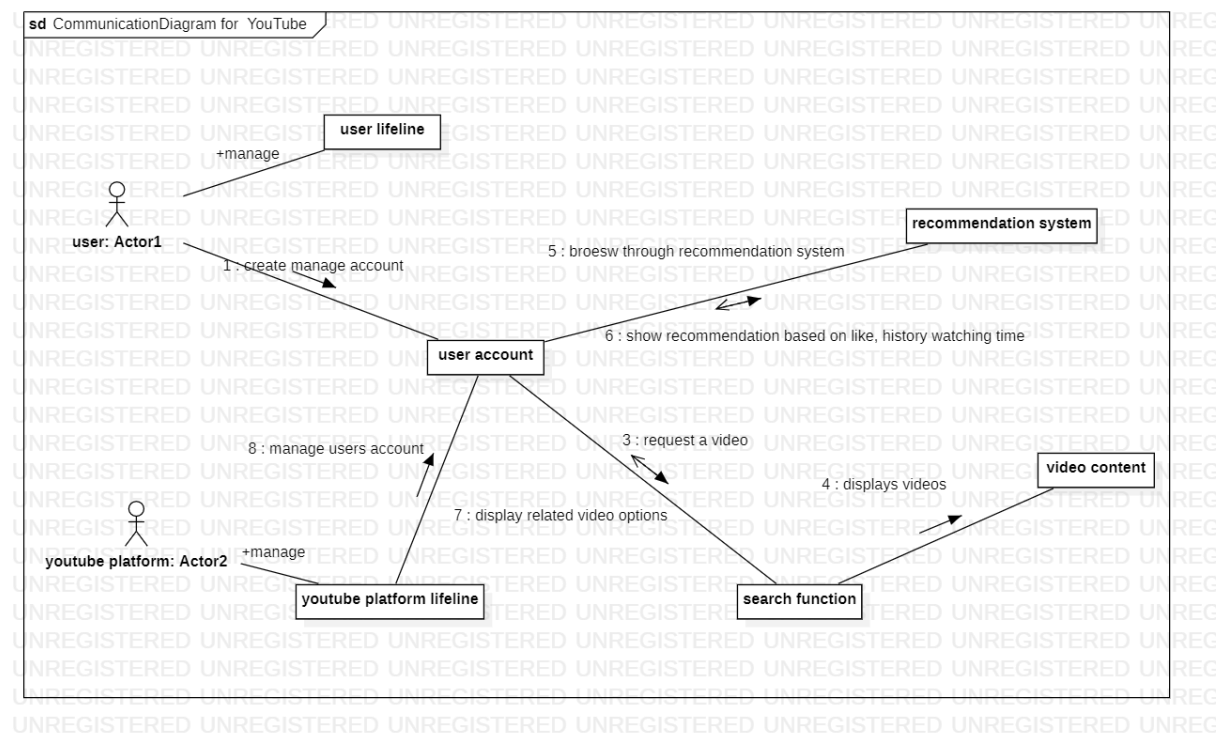 sd CommunicationDiagram for YouTube
user lifeline
+manage
user: Actor1
recommendation system
1 : create manage account
5 : broesw through recommendation system
6 : show recommendation based on like, history watching time
user account
8 : manage users account
3 : request a video
video content
4 : displays videos
7 : display related video options
youtube platform: Actor2
+manage
youtube platform lifeline
search function
UNREGISTERED